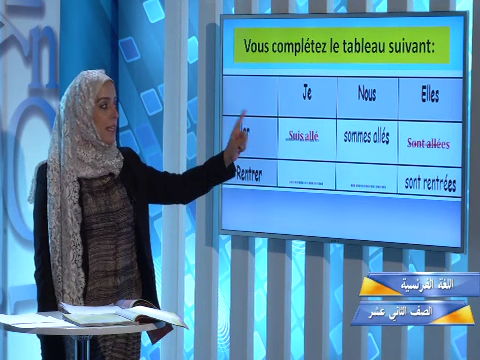 Vous complétez le tableau suivant:
Je Nous Elles
Suis allé sommes allés Sont allées
Rentrer sont rentrées
اللغة الفرنسية
الصف الثاني عشر